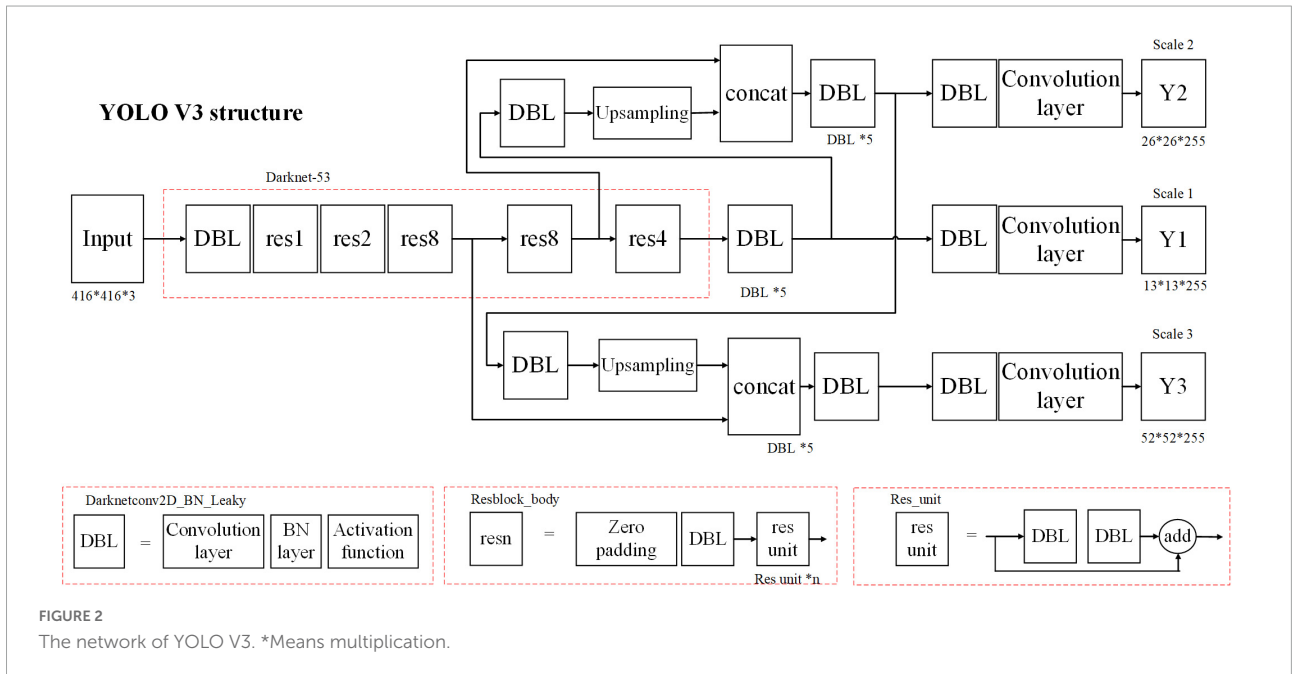 YOLO V3 structure
Scale 2
DBL
Upsampling
concat
DBL
DBL *5
DBL
Convolution
layer
Y2
26*26*255
Darknet-53
Input
416*416*3
DBL
res1
res2
res8
res8
res4
DBL
DBL *5
Scale 1
DBL
Convolution
layer
Y1
13*13*255
Scale 3
DBL
Upsampling
concat
DBL
DBL *5
DBL
Convolution
layer
Y3
52*52*255
Darknetconv2D_BN_Leaky
DBL
=
Convolution
layer
BN
layer
Activation
function
Resblock_body
resn
=
Zero
padding
DBL
res
unit
Res unit *n
Res_unit
res
unit
=
DBL
DBL
add
FIGURE 2
The network of YOLO V3. *Means multiplication.